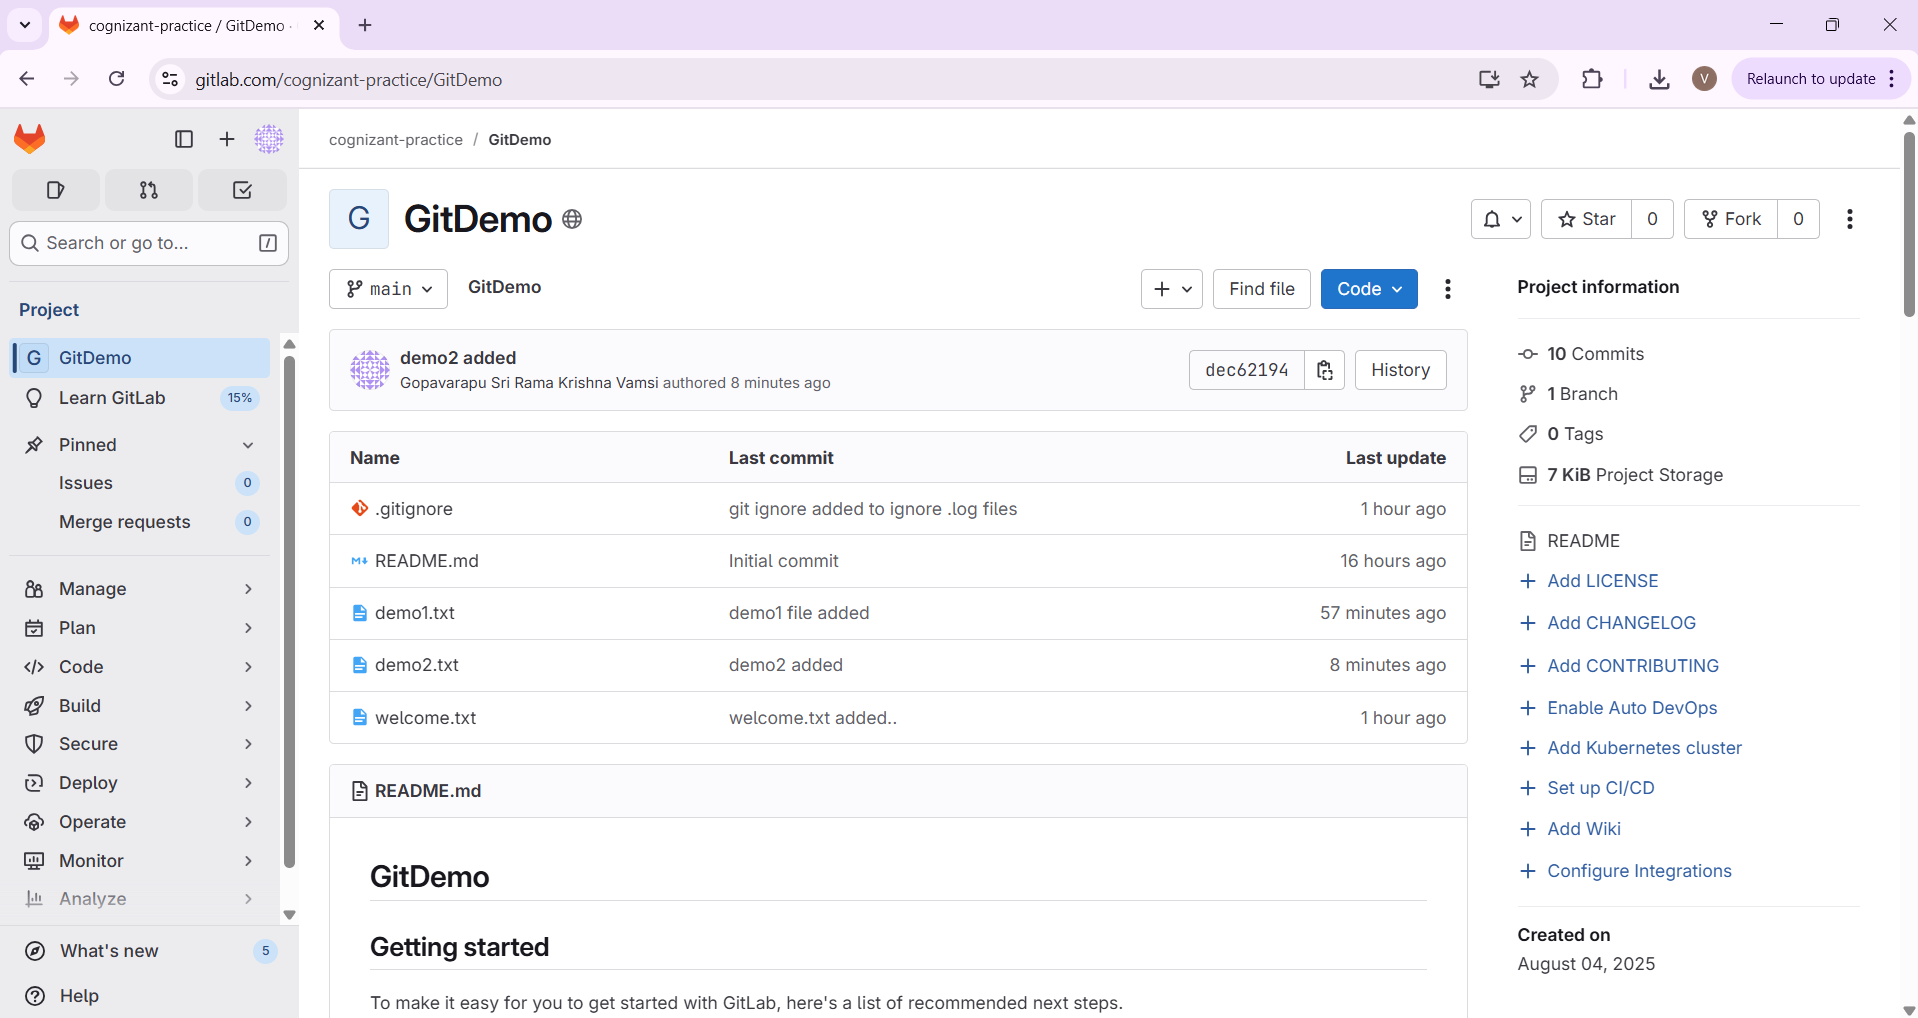 cognizant-practice / GitDemo ·
gitlab.com/cognizant-practice/GitDemo
V
Relaunch to update
Search or go to...
/
Project
G GitDemo
Learn GitLab 15%
Pinned
Issues 0
Merge requests 0
Manage
Plan
Code
Build
Secure
Deploy
Operate
Monitor
Analyze
What's new 5
Help
cognizant-practice / GitDemo
G GitDemo
Star 0
Fork 0
main
GitDemo
Find file
Code
demo2 added
Gopavarapu Sri Rama Krishna Vamsi authored 8 minutes ago
dec62194
History
Name Last commit Last update
.gitignore git ignore added to ignore .log files 1 hour ago
README.md Initial commit 16 hours ago
demo1.txt demo1 file added 57 minutes ago
demo2.txt demo2 added 8 minutes ago
welcome.txt welcome.txt added.. 1 hour ago
README.md
GitDemo
Getting started
To make it easy for you to get started with GitLab, here's a list of recommended next steps.
Project information
10 Commits
1 Branch
0 Tags
7 KiB Project Storage
README
Add LICENSE
Add CHANGELOG
Add CONTRIBUTING
Enable Auto DevOps
Add Kubernetes cluster
Set up CI/CD
Add Wiki
Configure Integrations
Created on
August 04, 2025